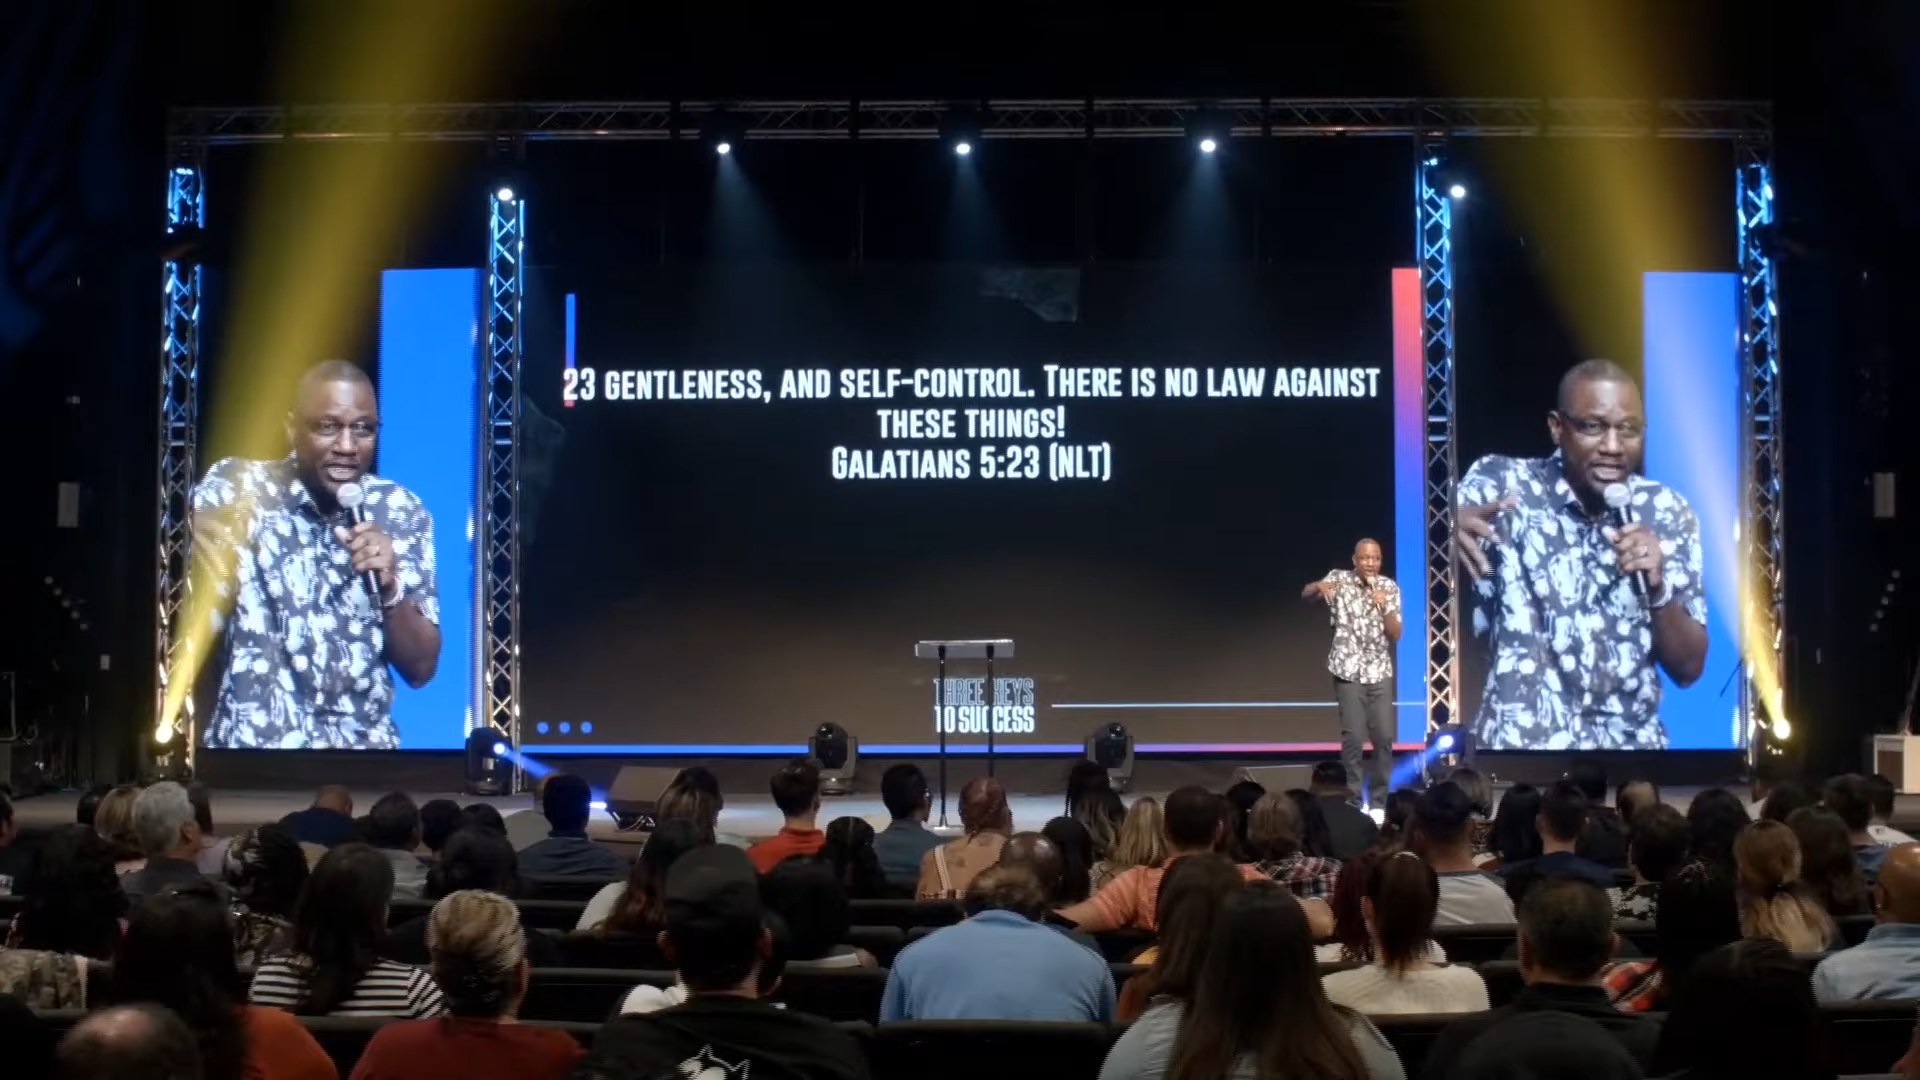 23 GENTLENESS, AND SELF-CONTROL. THERE IS NO LAW AGAINST
THESE THINGS!
GALATIANS 5:23 (NLT)
THREE KEYS
TO SUCCESS